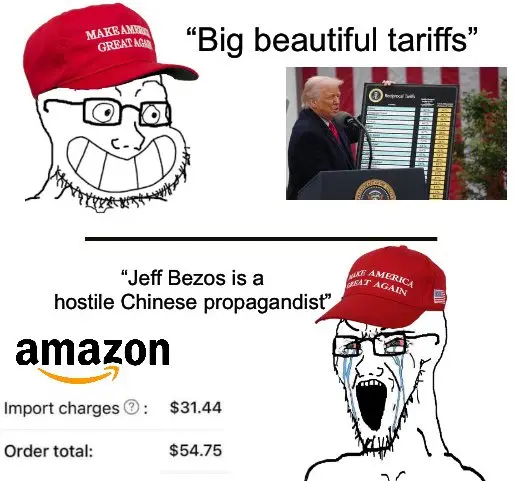 MAKE AMERICA
GREAT AGAIN
“Big beautiful tariffs”
Reciprocal Tariffs
“Jeff Bezos is a
hostile Chinese propagandist”
MAKE AMERICA
GREAT AGAIN
amazon
Import charges ? : $31.44
Order total: $54.75